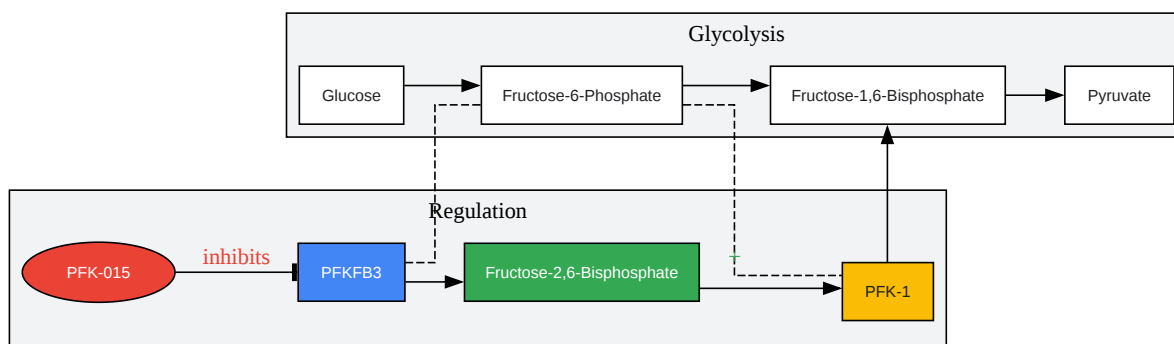 Glycolysis
Glucose
Fructose-6-Phosphate
Fructose-1,6-Bisphosphate
Pyruvate
Regulation
PFK-015
inhibits
PFKFB3
Fructose-2,6-Bisphosphate
+
PFK-1